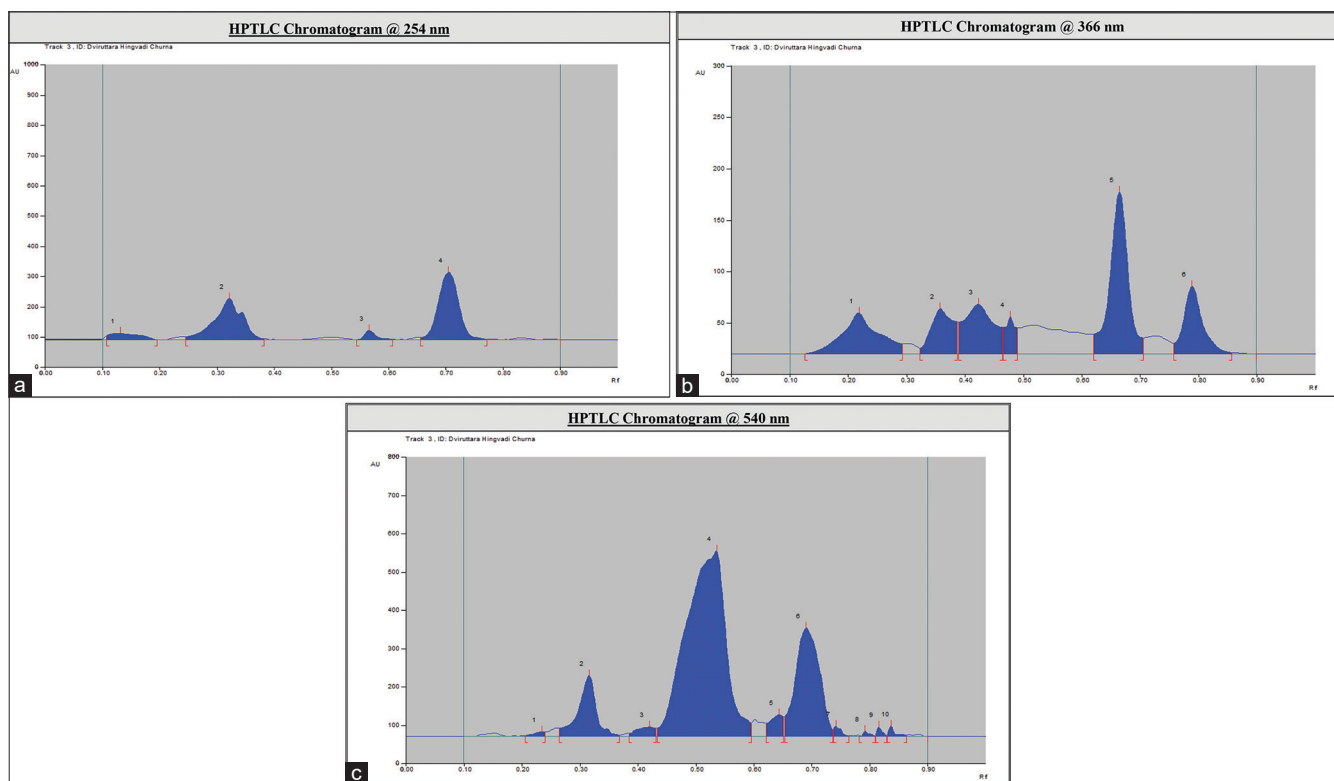 HPTLC Chromatogram @ 254 nm
Track 3 , ID: Dviruttara Hingvadi Churna
AU
1000
900
800
700
600
500
400
300
200
100
0
1
2
3
4
0.00 0.10 0.20 0.30 0.40 0.50 0.60 0.70 0.80 0.90
Rf
a
HPTLC Chromatogram @ 366 nm
Track 3 , ID: Dviruttara Hingvadi Churna
AU
300
250
200
150
100
50
0
1
2
3
4
5
6
0.00 0.10 0.20 0.30 0.40 0.50 0.60 0.70 0.80 0.90
Rf
b
HPTLC Chromatogram @ 540 nm
Track 3 , ID: Dviruttara Hingvadi Churna
AU
800
700
600
500
400
300
200
100
0
1
2
3
4
5
6
7
8
9
10
0.00 0.10 0.20 0.30 0.40 0.50 0.60 0.70 0.80 0.90
Rf
c